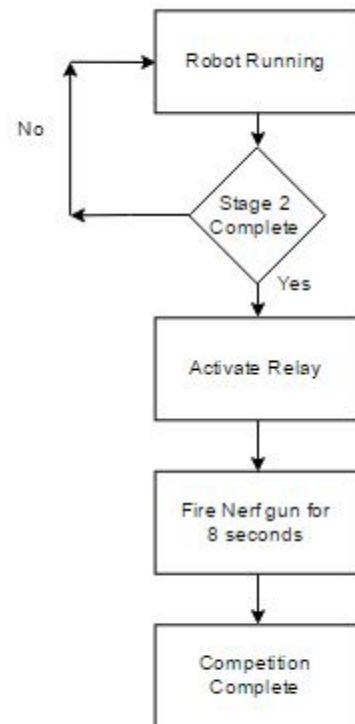 Robot Running
No
Stage 2
Complete
Yes
Activate Relay
Fire Nerf gun for
8 seconds
Competition
Complete